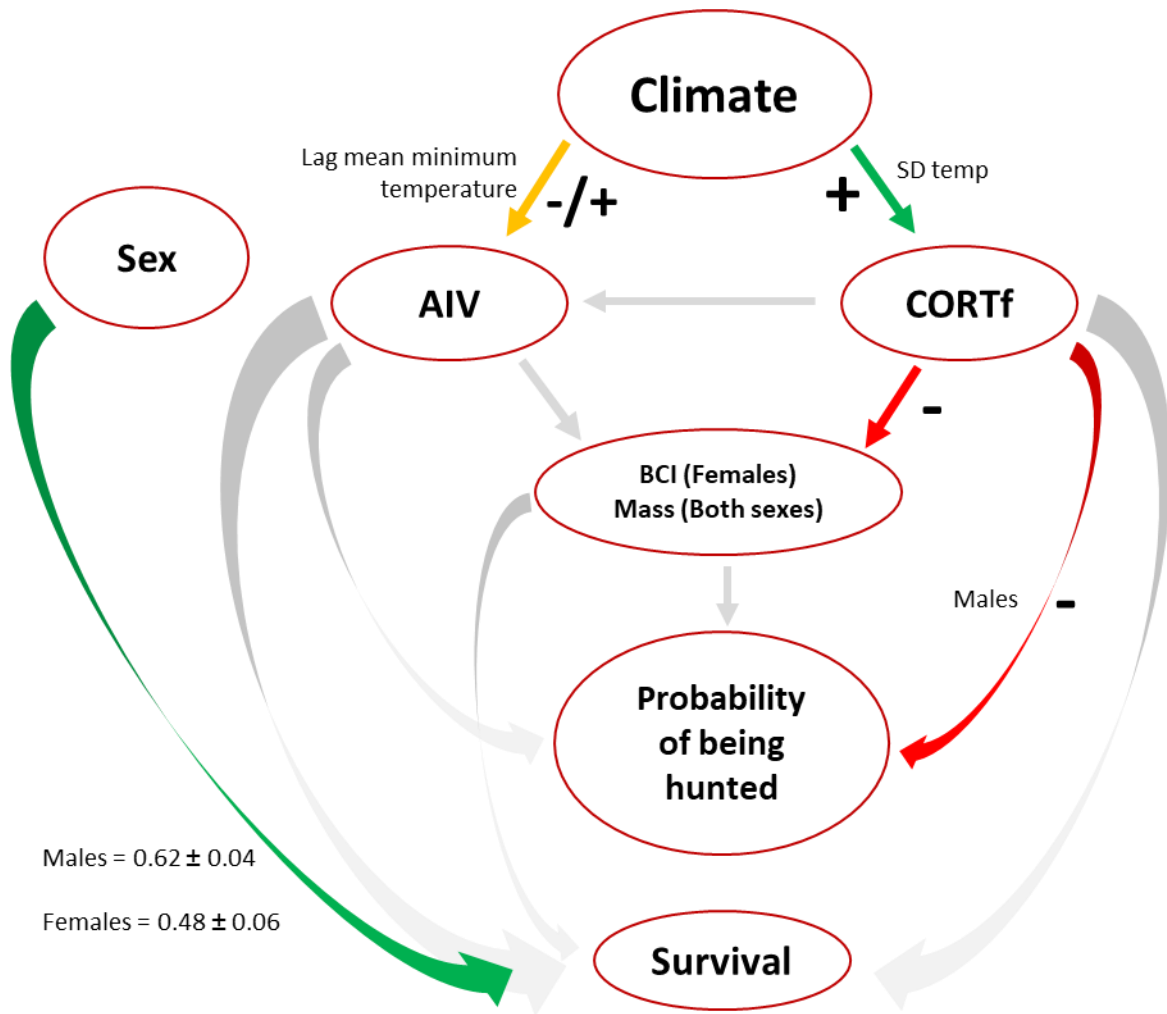 Climate
Lag mean minimum
temperature
-/+
+
SD temp
Sex
AIV
CORTf
-
BCI (Females)
Mass (Both sexes)
Males
-
Probability
of being
hunted
Males = 0.62 ± 0.04
Females = 0.48 ± 0.06
Survival